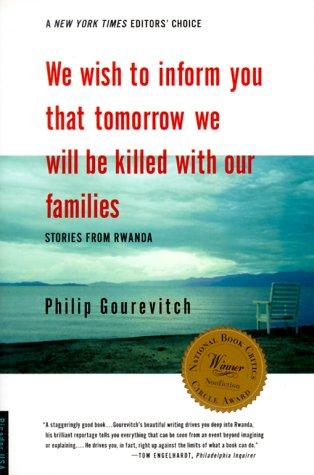 A NEW YORK TIMES EDITORS' CHOICE
We wish to inform you
that tomorrow we
will be killed with our
families
STORIES FROM RWANDA
Philip Gourevitch
NATIONAL BOOK CRITICS
Winner
Nonfiction
CIRCLE AWARD
"A staggeringly good book... Gourevitch's beautiful writing drives you deep into Rwanda,
his brilliant reportage tells you everything that can be seen from an event beyond imagining
or explaining.... He drives you, in fact, right up against the limits of what a book can do."
—TOM ENGELHARDT, Philadelphia Inquirer
Picador USA